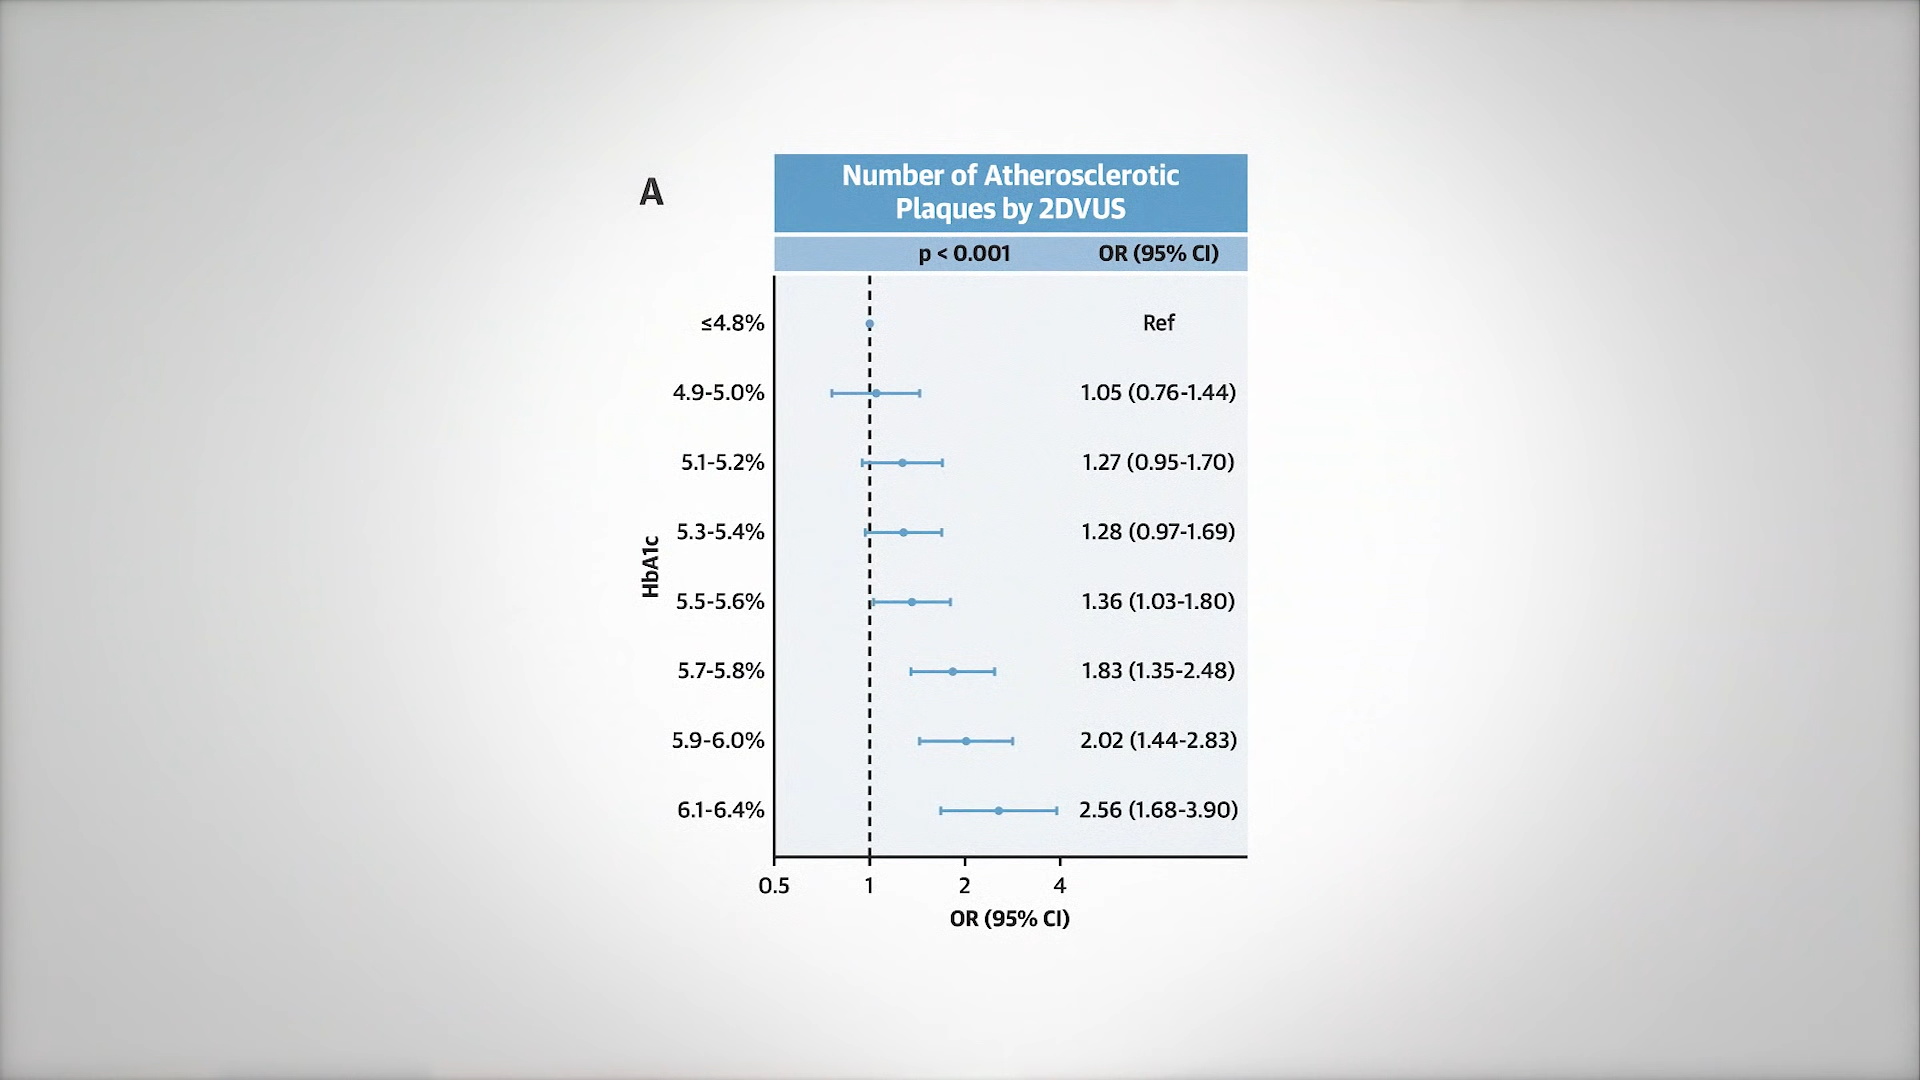 A
Number of Atherosclerotic
Plaques by 2DVUS
p < 0.001 OR (95% CI)
≤4.8% Ref
4.9-5.0% 1.05 (0.76-1.44)
5.1-5.2% 1.27 (0.95-1.70)
5.3-5.4% 1.28 (0.97-1.69)
HbA1c
5.5-5.6% 1.36 (1.03-1.80)
5.7-5.8% 1.83 (1.35-2.48)
5.9-6.0% 2.02 (1.44-2.83)
6.1-6.4% 2.56 (1.68-3.90)
0.5 1 2 4
OR (95% CI)